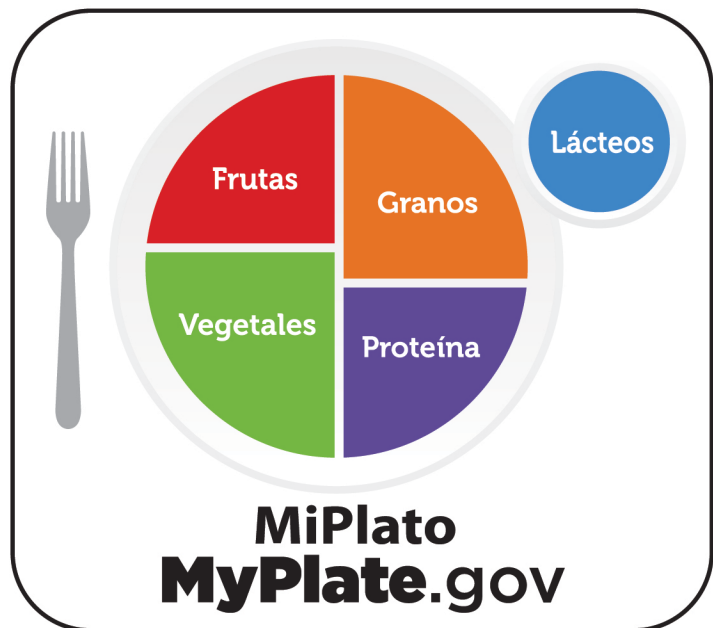 Frutas
Granos
Lácteos
Vegetales
Proteína
MiPlato
MyPlate.gov